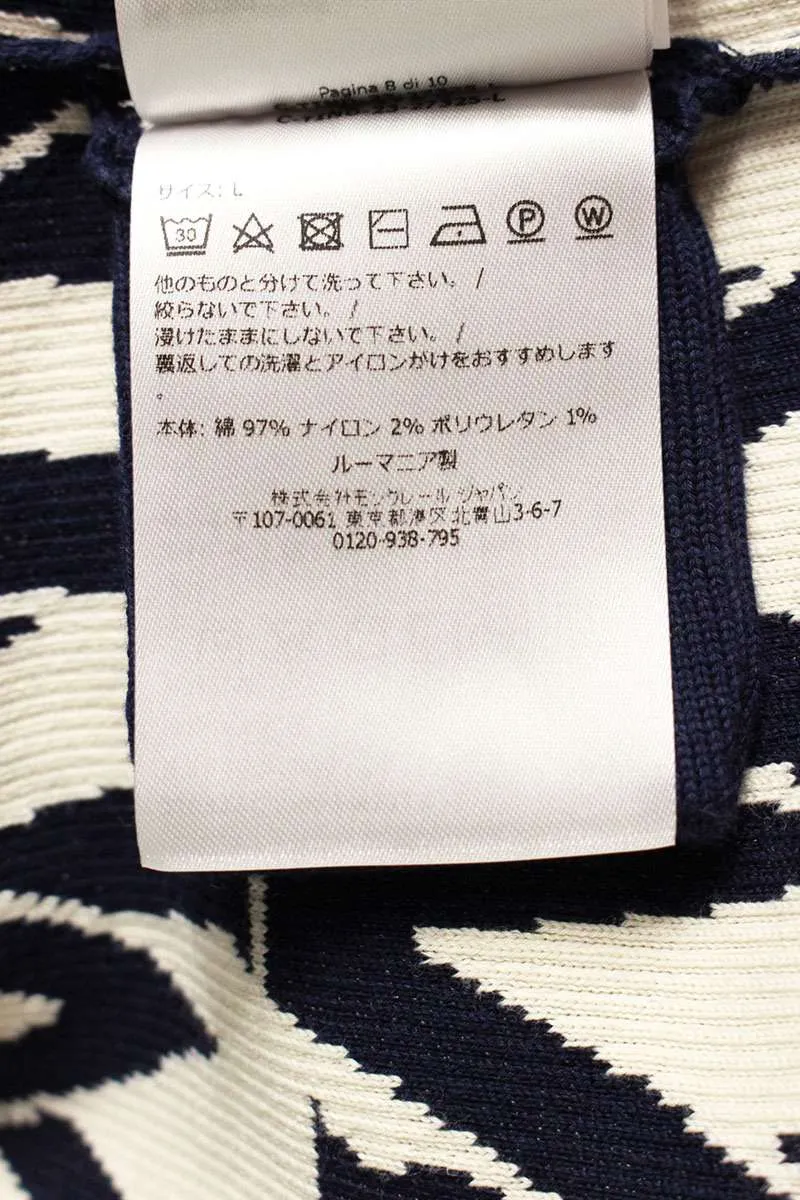 Pagina 8 di 10
サイズ: L
30
P
W
他のものと分けて洗って下さい。 /
絞らないで下さい。 /
浸けたままにしないで下さい。 /
裏返しての洗濯とアイロンかけをおすすめします
。
本体: 綿 97% ナイロン 2% ポリウレタン 1%
ルーマニア製
株式会社モンクレール ジャパン
〒107-0061 東京都港区北青山3-6-7
0120-938-795